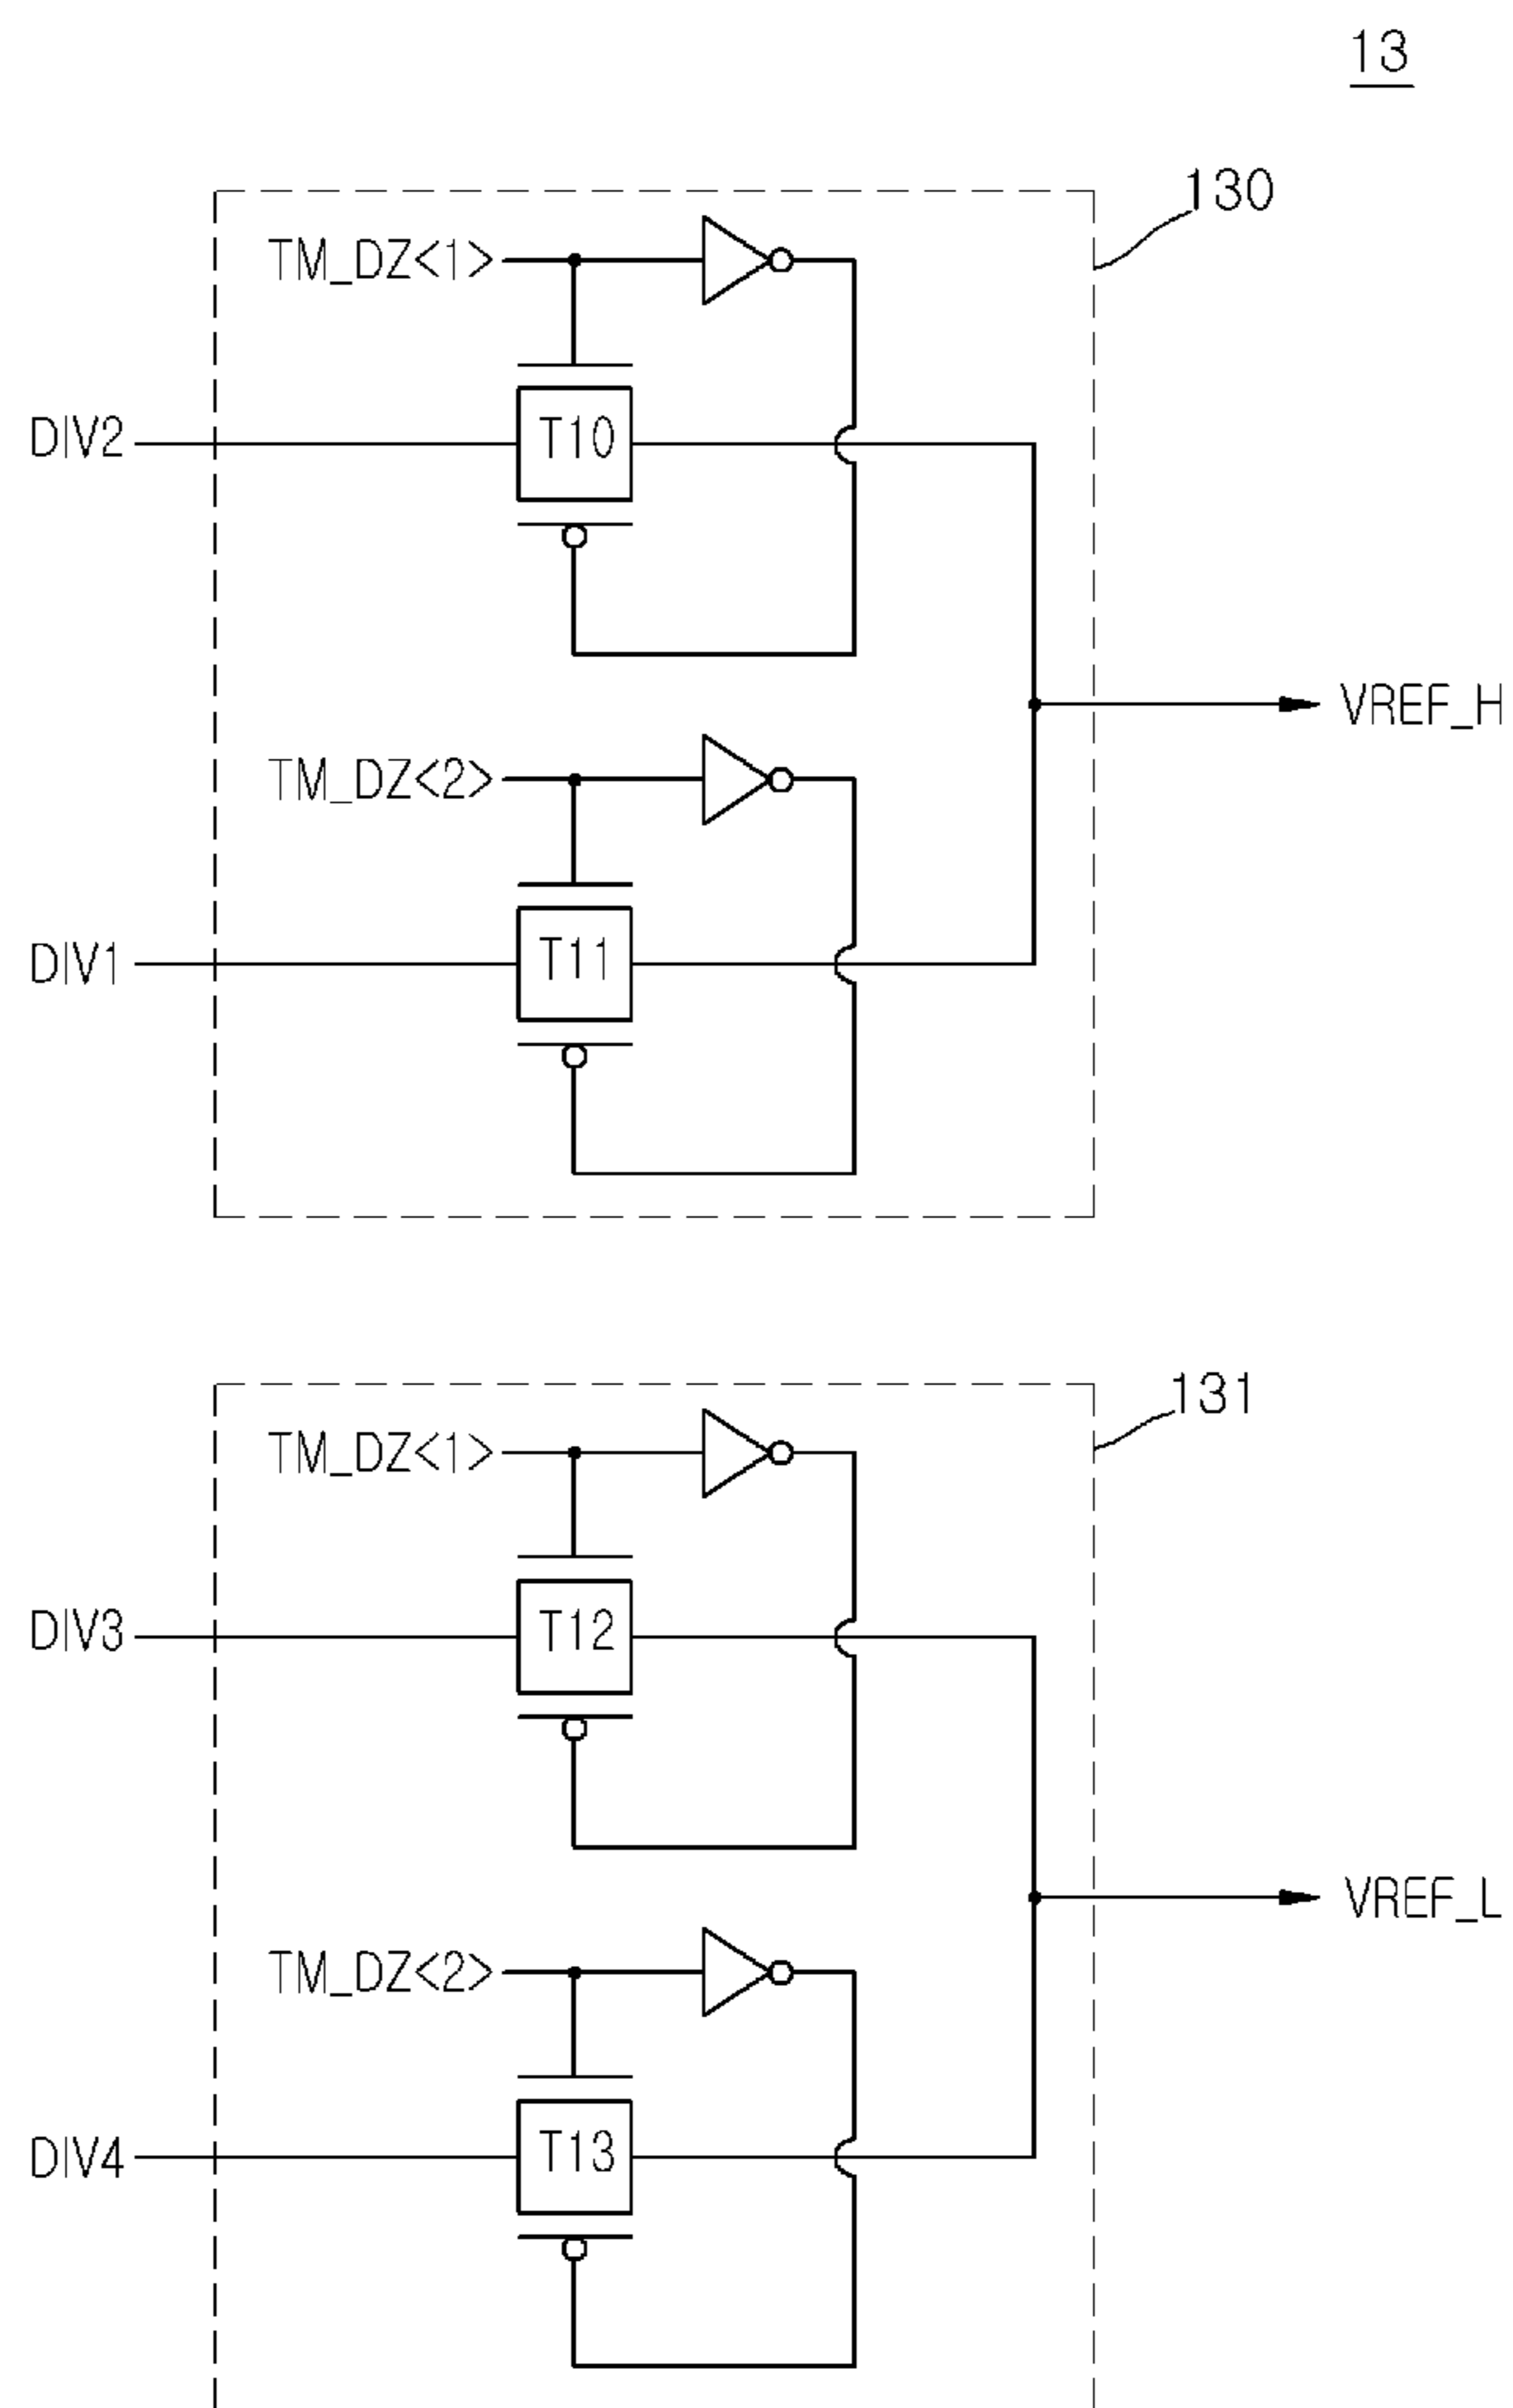 13
130
TM_DZ<1>
DIV2
T10
VREF_H
TM_DZ<2>
DIV1
T11
131
TM_DZ<1>
DIV3
T12
VREF_L
TM_DZ<2>
DIV4
T13